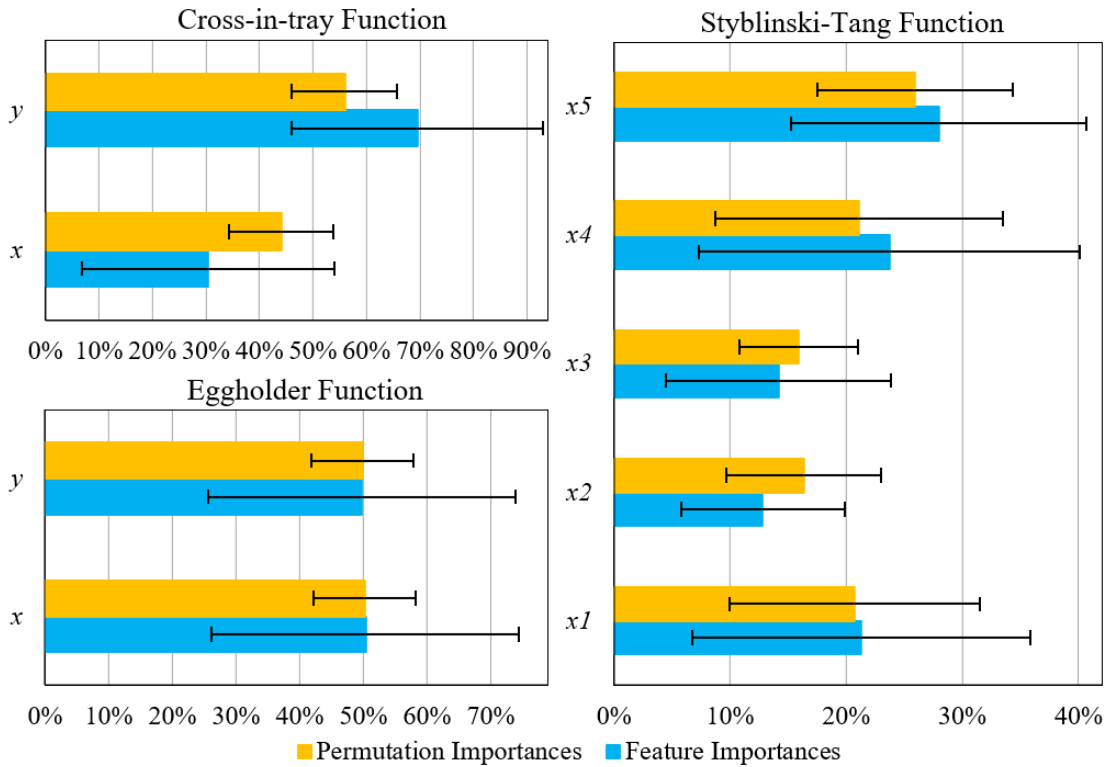 Cross-in-tray Function
y
x
0% 10% 20% 30% 40% 50% 60% 70% 80% 90%
Eggholder Function
y
x
0% 10% 20% 30% 40% 50% 60% 70%
Styblinski-Tang Function
x5
x4
x3
x2
x1
0% 10% 20% 30% 40%
Permutation Importances Feature Importances